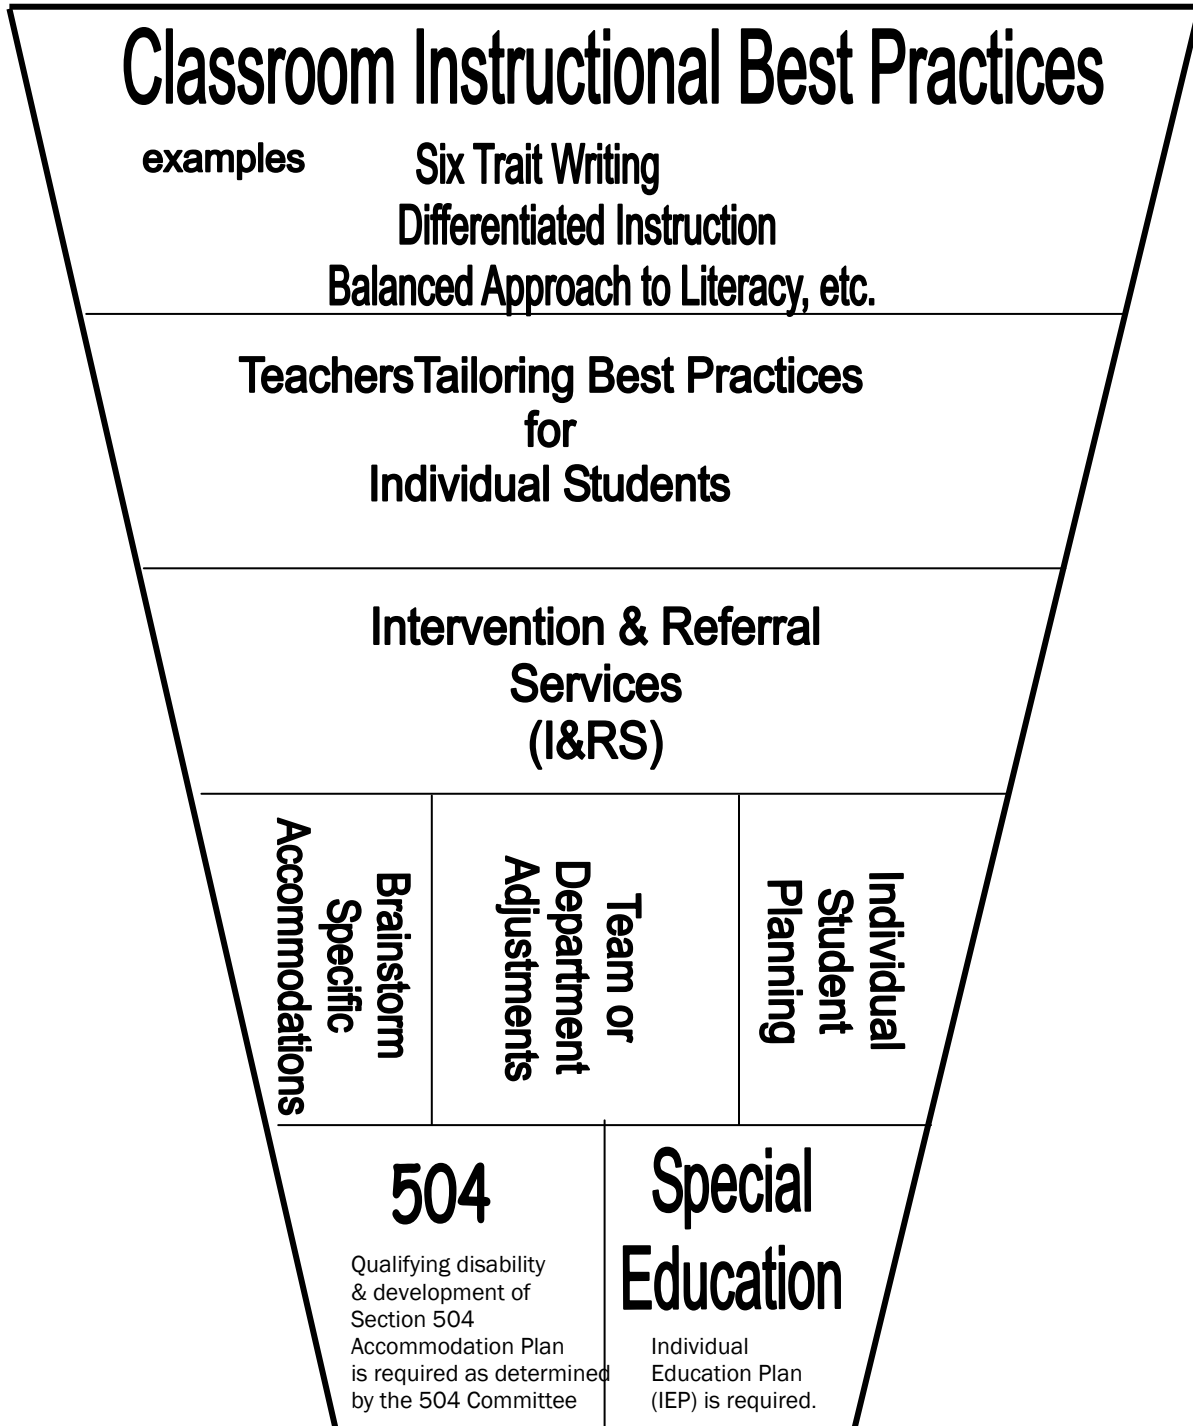 Classroom Instructional Best Practices
examples
Six Trait Writing
Differentiated Instruction
Balanced Approach to Literacy, etc.
TeachersTailoring Best Practices
for
Individual Students
Intervention & Referral
Services
(I&RS)
Brainstorm
Specific
Accommodations
Team or
Department
Adjustments
Individual
Student
Planning
504
Qualifying disability
& development of
Section 504
Accommodation Plan
is required as determined
by the 504 Committee
Special
Education
Individual
Education Plan
(IEP) is required.